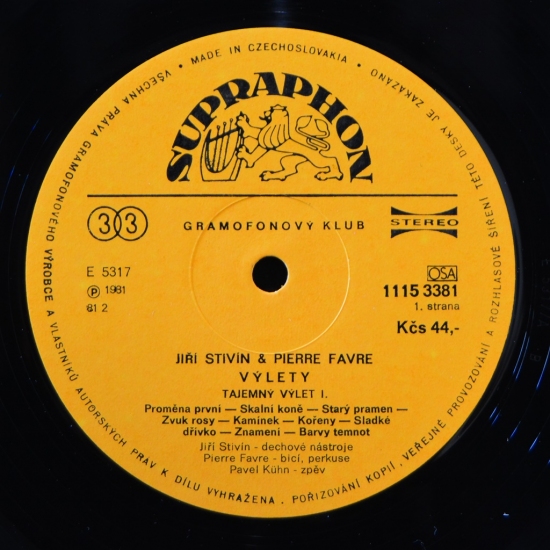 MADE IN CZECHOSLOVAKIA •
VŠECHNA PRÁVA GRAMOFONOVÉHO VÝROBCE A VLASTNÍKŮ AUTORSKÝCH PRÁV K DÍLU VYHRAŽENA. POŘIZOVÁNÍ KOPIÍ, VEŘEJNÉ PROVOZOVÁNÍ A ROZHLASOVÉ ŠÍŘENÍ TÉTO DESKY JE ZAKÁZÁNO •
SUPRAPHON
33
GRAMOFONOVÝ KLUB
STEREO
E 5317
Ⓟ 1981
81 2
OSA
1115 3381
1. strana
Kčs 44,-
JIŘÍ STIVÍN & PIERRE FAVRE
VÝLETY
TAJEMNÝ VÝLET I.
Proměna první — Skalní koně — Starý pramen —
Zvuk rosy — Kamínek — Kořeny — Sladké
dřívko — Znamení — Barvy temnot
Jiří Stivín - dechové nástroje
Pierre Favre - bicí, perkuse
Pavel Kühn - zpěv